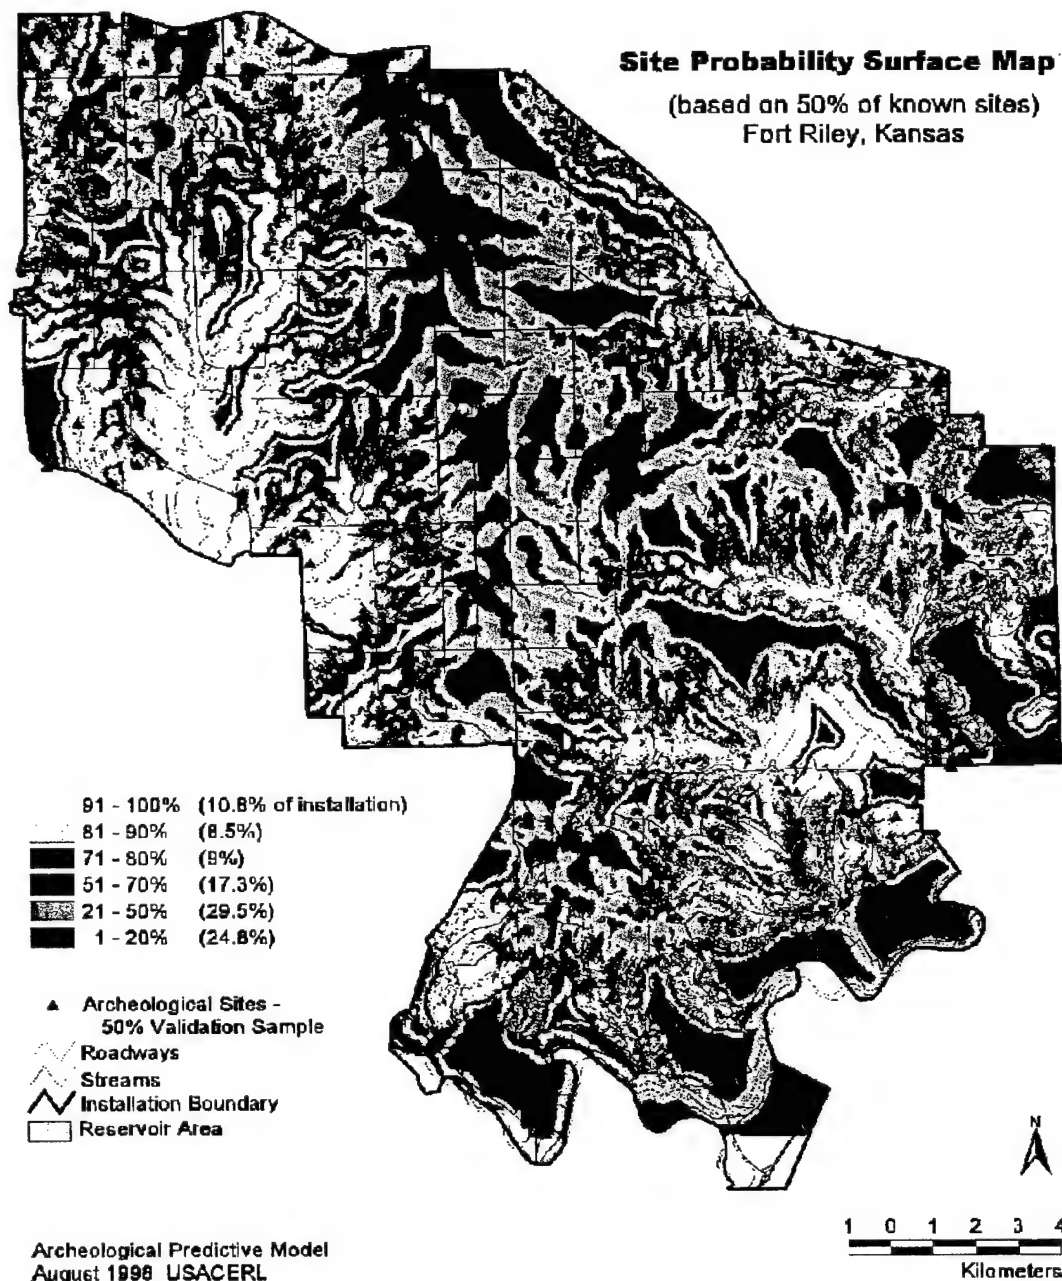 Site Probability Surface Map
(based on 50% of known sites)
Fort Riley, Kansas
91 - 100% (10.8% of installation)
81 - 90% (8.5%)
71 - 80% (9%)
51 - 70% (17.3%)
21 - 50% (29.5%)
1 - 20% (24.8%)
Archeological Sites -
50% Validation Sample
Roadways
Streams
Installation Boundary
Reservoir Area
N
1 0 1 2 3 4
Kilometers
Archeological Predictive Model
August 1998 USACERL